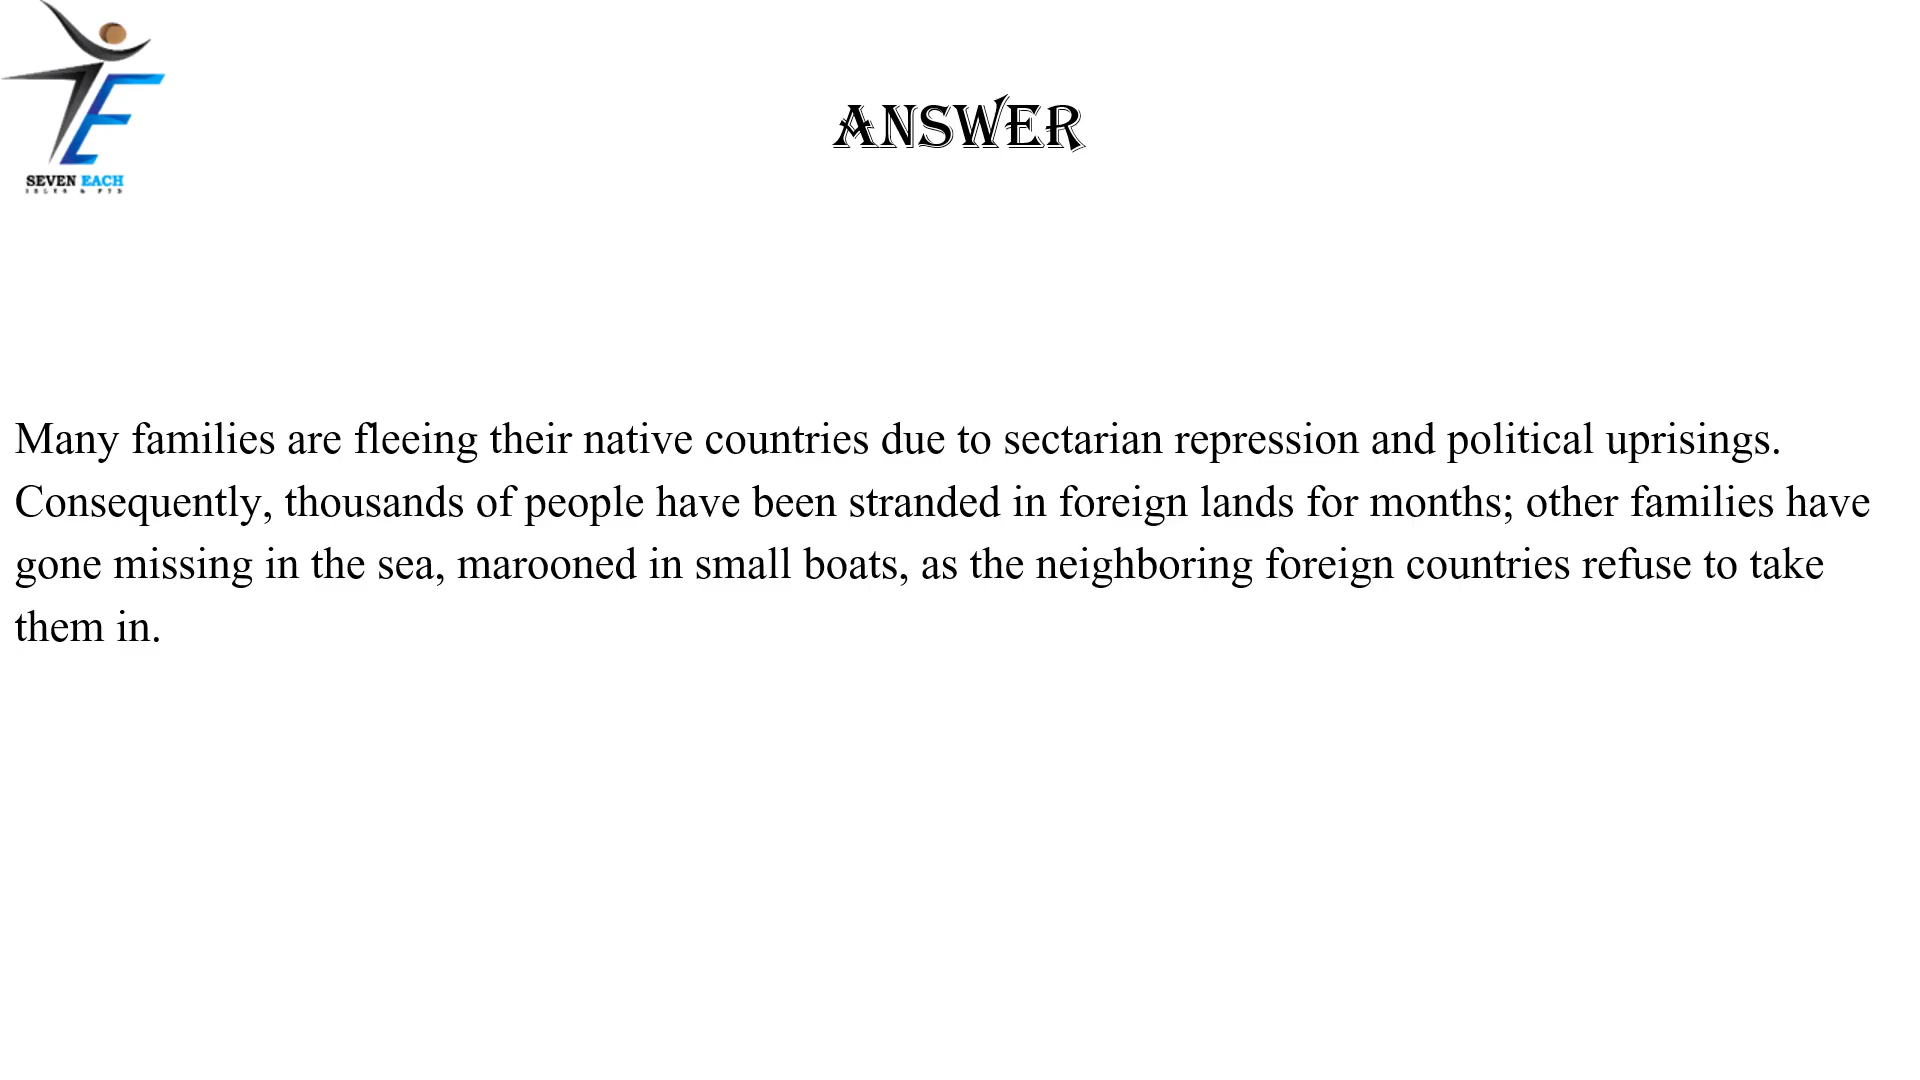 SEVEN EACH
IELTS & PTE
ANSWER
Many families are fleeing their native countries due to sectarian repression and political uprisings.
Consequently, thousands of people have been stranded in foreign lands for months; other families have
gone missing in the sea, marooned in small boats, as the neighboring foreign countries refuse to take
them in.